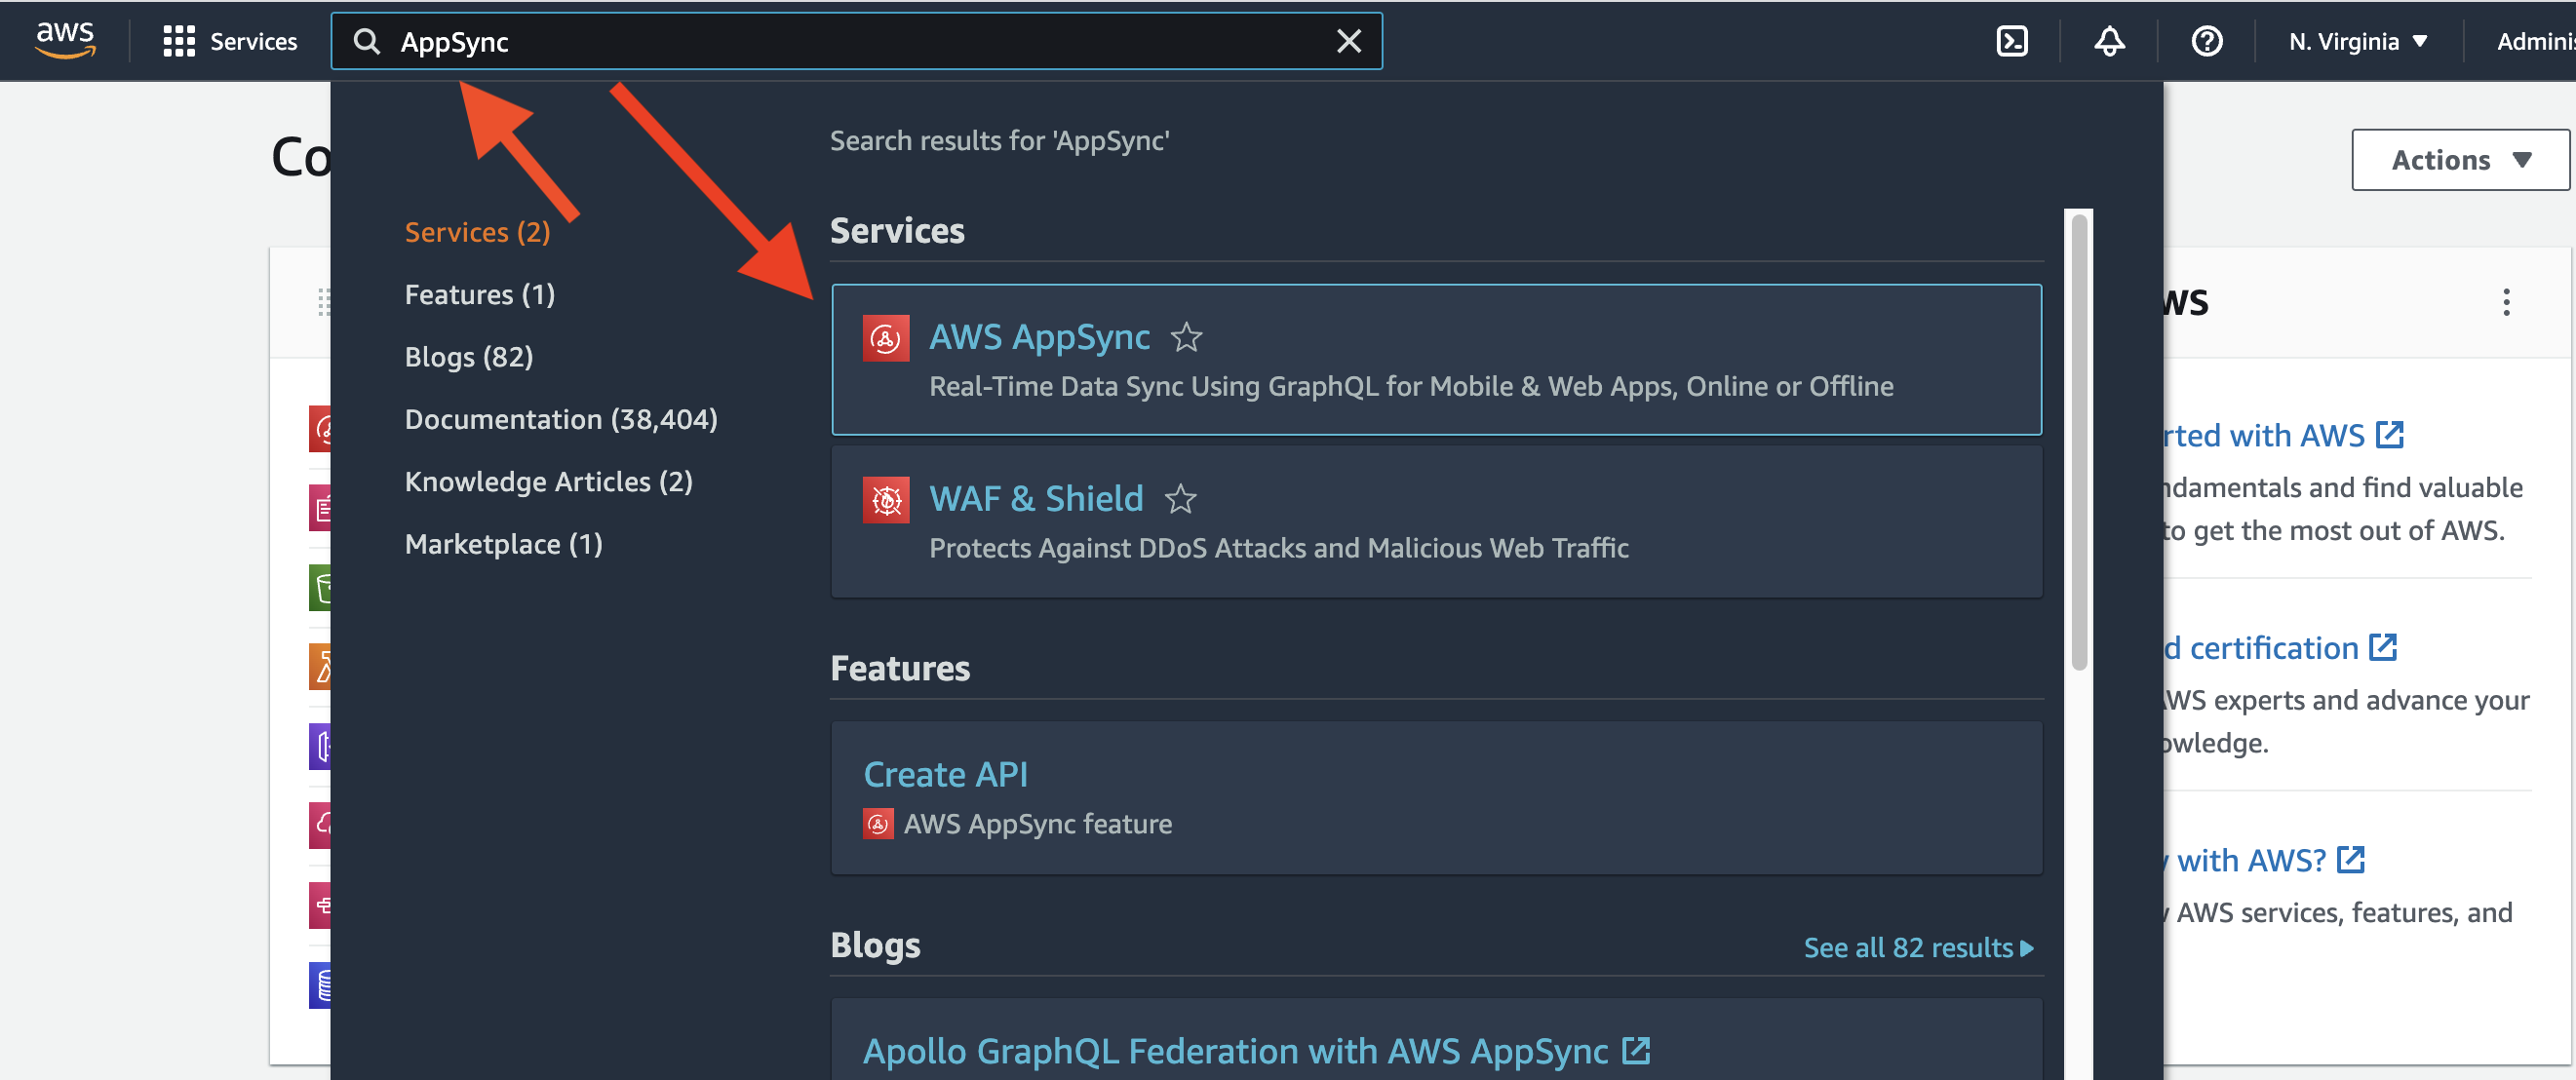 aws
Services
AppSync
N. Virginia
Adminis
Co
Actions
Search results for 'AppSync'
Services (2)
Features (1)
Blogs (82)
Documentation (38,404)
Knowledge Articles (2)
Marketplace (1)
Services
AWS AppSync
Real-Time Data Sync Using GraphQL for Mobile & Web Apps, Online or Offline
WAF & Shield
Protects Against DDoS Attacks and Malicious Web Traffic
Features
Create API
AWS AppSync feature
Blogs
See all 82 results
Apollo GraphQL Federation with AWS AppSync
WS
rted with AWS
ndamentals and find valuable
to get the most out of AWS.
d certification
AWS experts and advance your
owledge.
with AWS?
AWS services, features, and